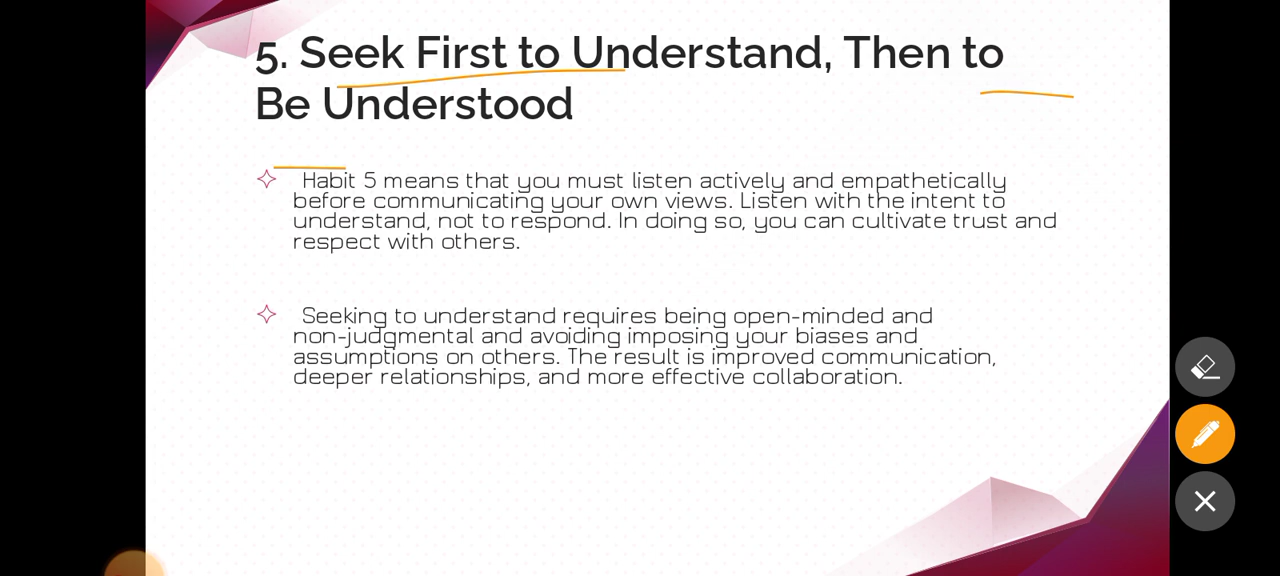 5. Seek First to Understand, Then to
Be Understood
Habit 5 means that you must listen actively and empathetically
before communicating your own views. Listen with the intent to
understand, not to respond. In doing so, you can cultivate trust and
respect with others.
Seeking to understand requires being open-minded and
non-judgmental and avoiding imposing your biases and
assumptions on others. The result is improved communication,
deeper relationships, and more effective collaboration.